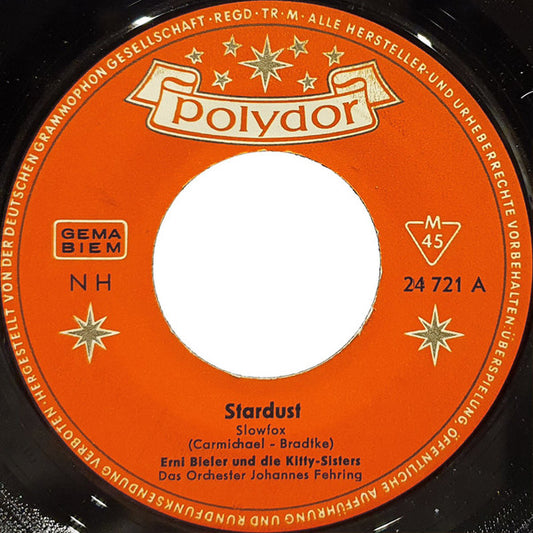 HERGESTELLT VON DER DEUTSCHEN GRAMMOPHON GESELLSCHAFT · REGD · TR · M · ALLE HERSTELLER- UND URHEBERRECHTE VORBEHALTEN · ÜBERSPIELUNG, ÖFFENTLICHE AUFFÜHRUNG UND RUNDFUNKSENDUNG VERBOTEN ·
Polydor
GEMA
BIEM
M
45
NH
24 721 A
Stardust
Slowfox
(Carmichael - Bradtke)
Erni Bieler und die Kitty-Sisters
Das Orchester Johannes Fehring